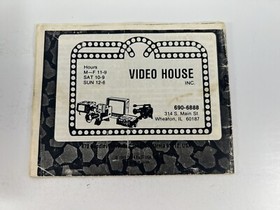 Hours
M-F 11-9
SAT 10-9
SUN 12-6
VIDEO HOUSE
INC.
690-6888
314 S. Main St.
Wheaton, IL 60187